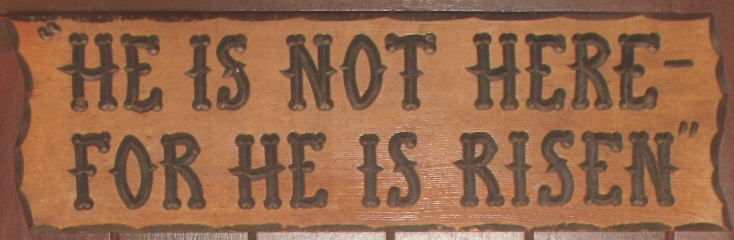 "HE IS NOT HERE-
FOR HE IS RISEN"